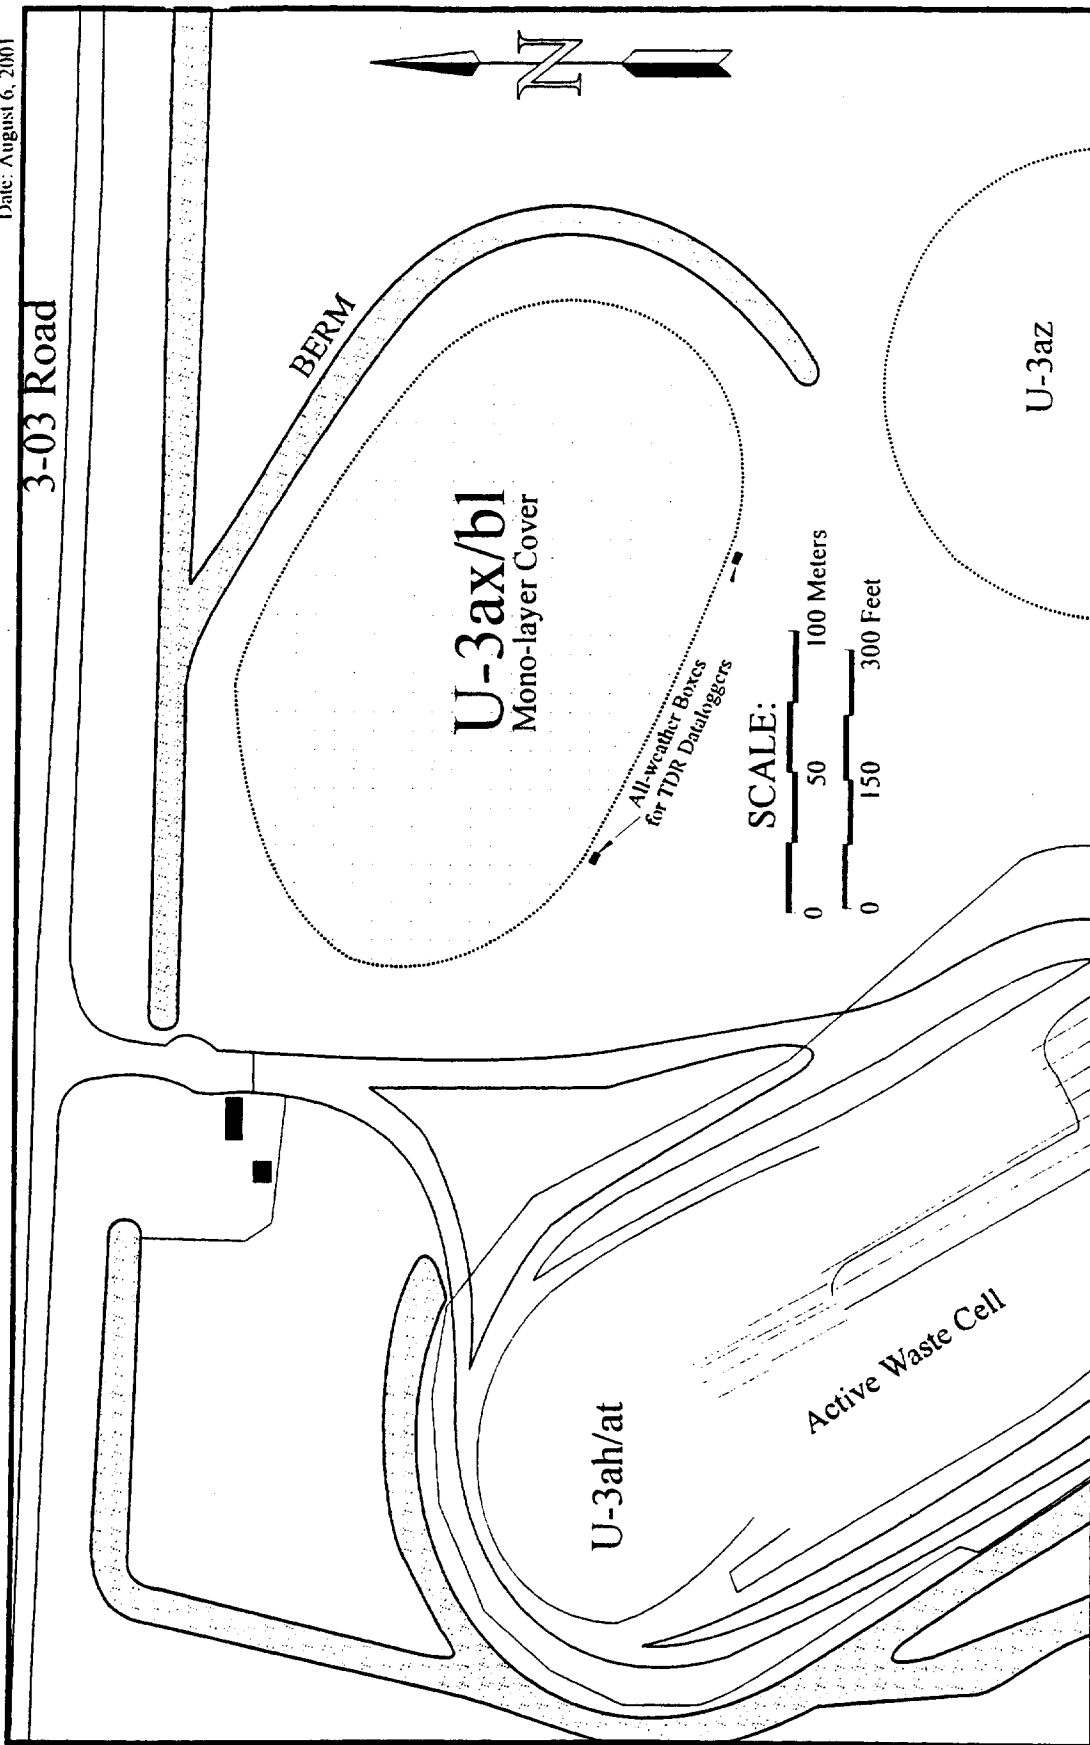 Date: August 6, 2001
3-03 Road
N
BERM
U-3ax/bl
Mono-layer Cover
All-weather Boxes
for TDR Dataloggers
SCALE:
0 50 100 Meters
0 150 300 Feet
U-3az
U-3ah/at
Active Waste Cell